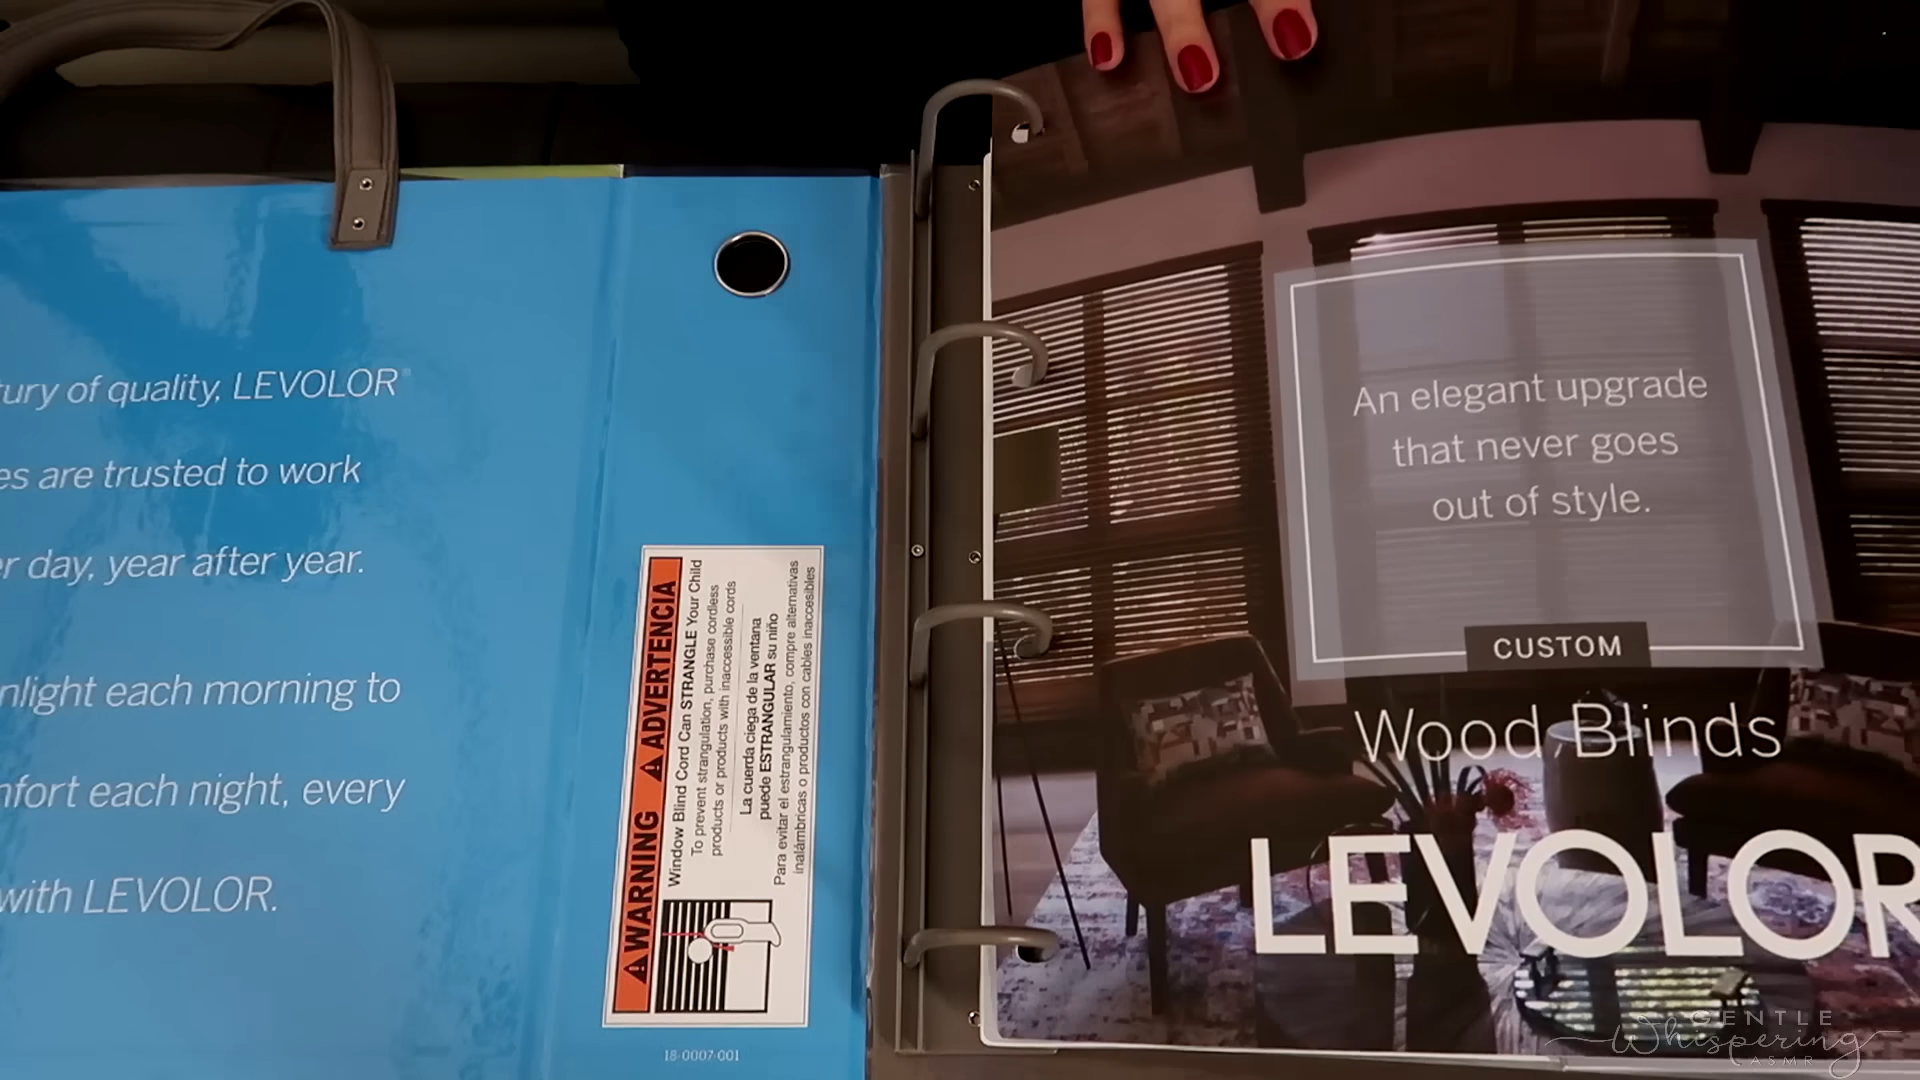 tury of quality, LEVOLOR®
es are trusted to work
r day, year after year.
nlight each morning to
nfort each night, every
with LEVOLOR.
WARNING ADVERTENCIA
Window Blind Cord Can STRANGLE Your Child
To prevent strangulation, purchase cordless
products or products with inaccessible cords
La cuerda ciega de la ventana
puede ESTRANGULAR su niño
Para evitar el estrangulamiento, compre alternativas
inalámbricas o productos con cables inaccesibles
18-0007-001
An elegant upgrade
that never goes
out of style.
CUSTOM
Wood Blinds
LEVOLOR
GENTLE
Whispering
ASMR